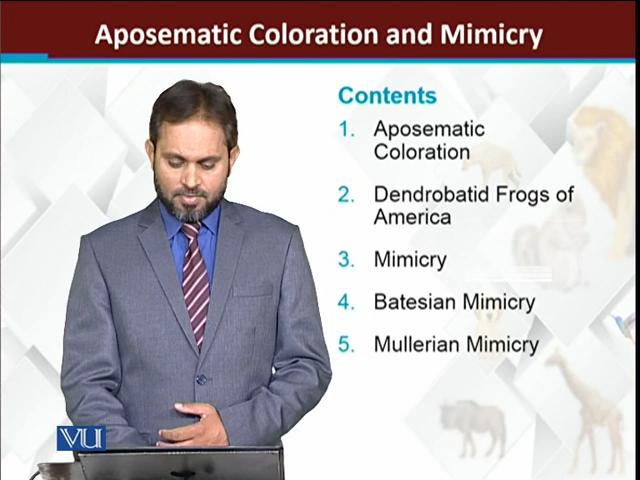 Aposematic Coloration and Mimicry
Contents
1. Aposematic
Coloration
2. Dendrobatid Frogs of
America
3. Mimicry
4. Batesian Mimicry
5. Mullerian Mimicry
VU